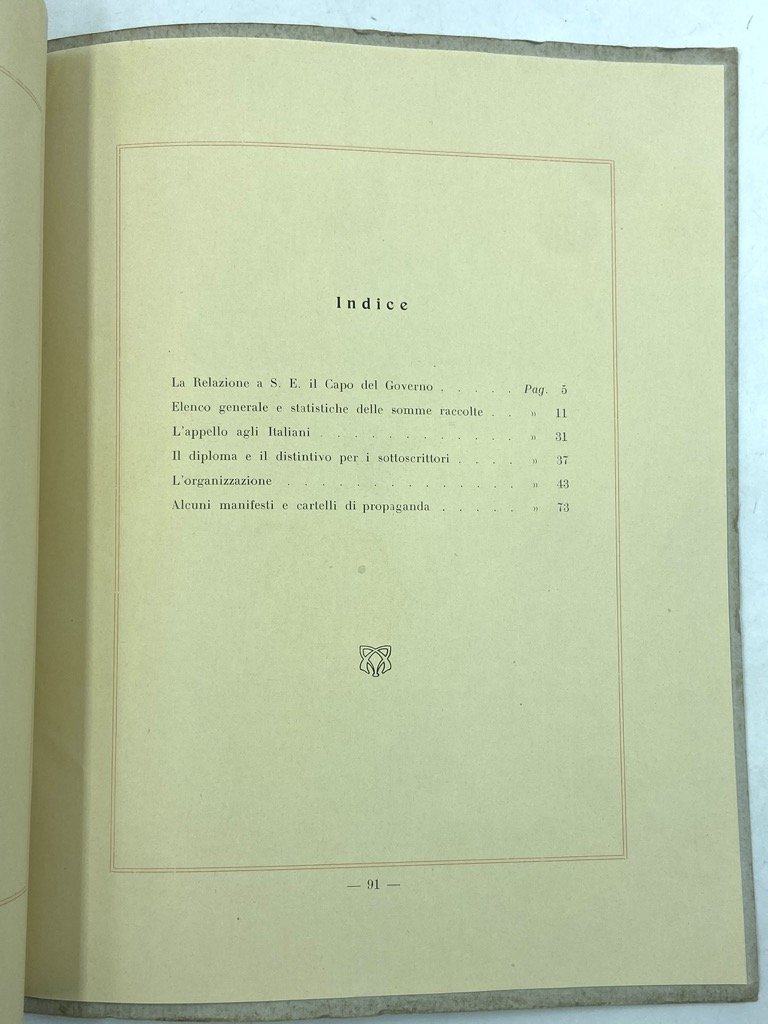 Indice
La Relazione a S. E. il Capo del Governo . . . . . Pag. 5
Elenco generale e statistiche delle somme raccolte . . » 11
L'appello agli Italiani . . . . . . . . . . . . » 31
Il diploma e il distintivo per i sottoscrittori . . . . » 37
L'organizzazione . . . . . . . . . . . . . . » 43
Alcuni manifesti e cartelli di propaganda . . . . . » 73
— 91 —